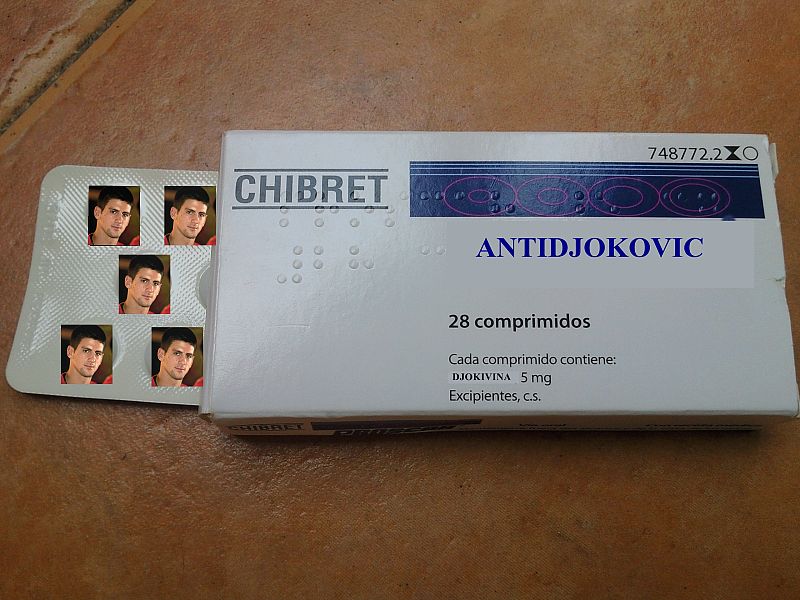 748772.2
CHIBRET
ANTIDJOKOVIC
28 comprimidos
Cada comprimido contiene:
DJOKIVINA 5 mg
Excipientes, c.s.
CHIBRET